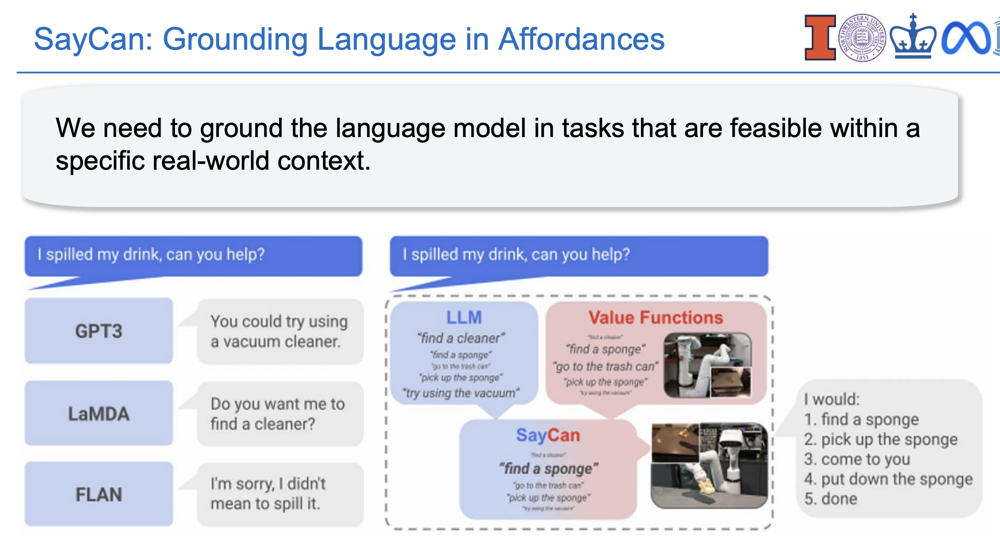 SayCan: Grounding Language in Affordances
NORTHWESTERN UNIVERSITY
QUAECUMQUE SUNT VERA
1851
We need to ground the language model in tasks that are feasible within a
specific real-world context.
I spilled my drink, can you help?
GPT3
You could try using
a vacuum cleaner.
LaMDA
Do you want me to
find a cleaner?
FLAN
I'm sorry, I didn't
mean to spill it.
I spilled my drink, can you help?
LLM
"find a cleaner"
"find a sponge"
"go to the trash can"
"pick up the sponge"
"try using the vacuum"
Value Functions
"find a cleaner"
"find a sponge"
"go to the trash can"
"pick up the sponge"
"try using the vacuum"
SayCan
"find a cleaner"
"find a sponge"
"go to the trash can"
"pick up the sponge"
"try using the vacuum"
I would:
1. find a sponge
2. pick up the sponge
3. come to you
4. put down the sponge
5. done